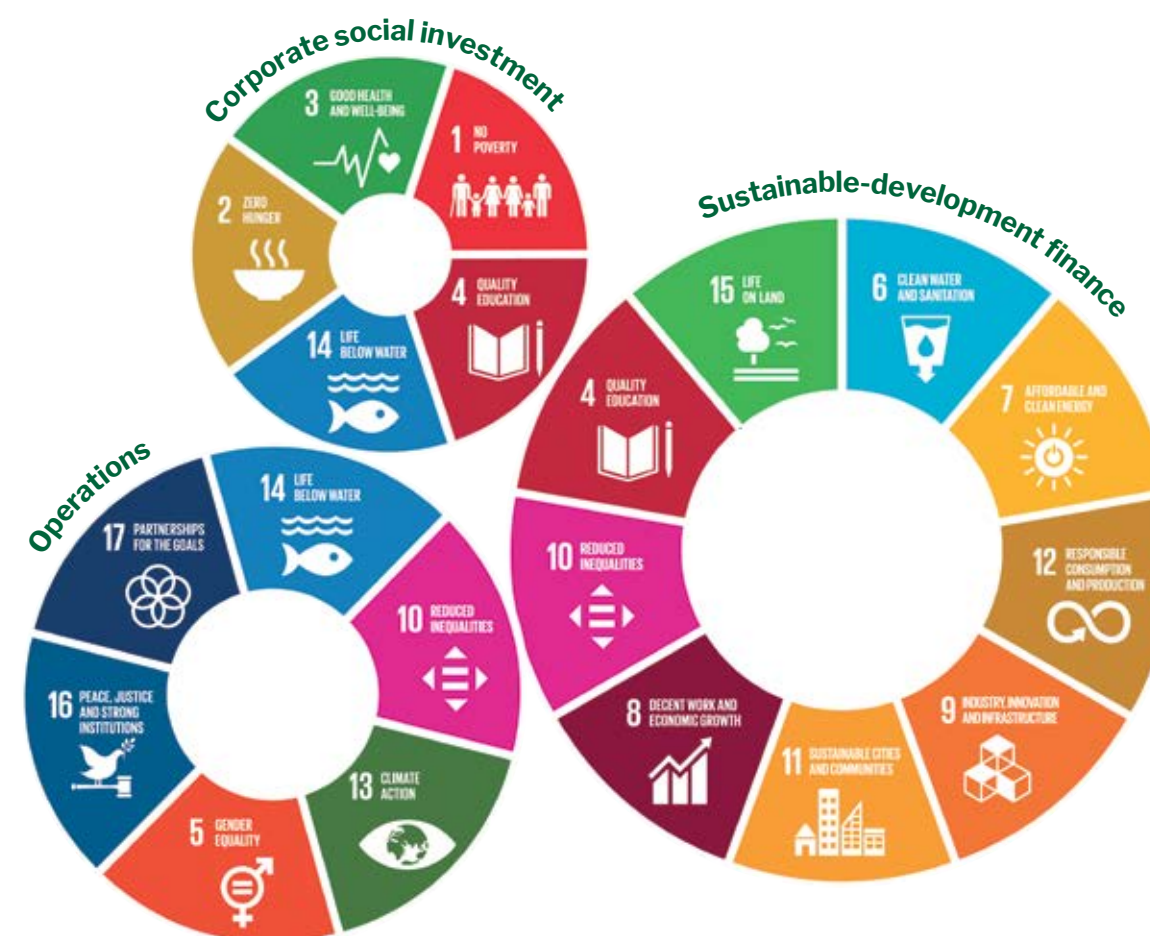 Corporate social investment
3 GOOD HEALTH
AND WELL-BEING
1 NO
POVERTY
4 QUALITY
EDUCATION
14 LIFE
BELOW WATER
2 ZERO
HUNGER
Sustainable-development finance
15 LIFE
ON LAND
6 CLEAN WATER
AND SANITATION
7 AFFORDABLE AND
CLEAN ENERGY
12 RESPONSIBLE
CONSUMPTION
AND PRODUCTION
9 INDUSTRY, INNOVATION
AND INFRASTRUCTURE
11 SUSTAINABLE CITIES
AND COMMUNITIES
8 DECENT WORK AND
ECONOMIC GROWTH
10 REDUCED
INEQUALITIES
4 QUALITY
EDUCATION
Operations
17 PARTNERSHIPS
FOR THE GOALS
14 LIFE
BELOW WATER
10 REDUCED
INEQUALITIES
13 CLIMATE
ACTION
5 GENDER
EQUALITY
16 PEACE, JUSTICE
AND STRONG
INSTITUTIONS